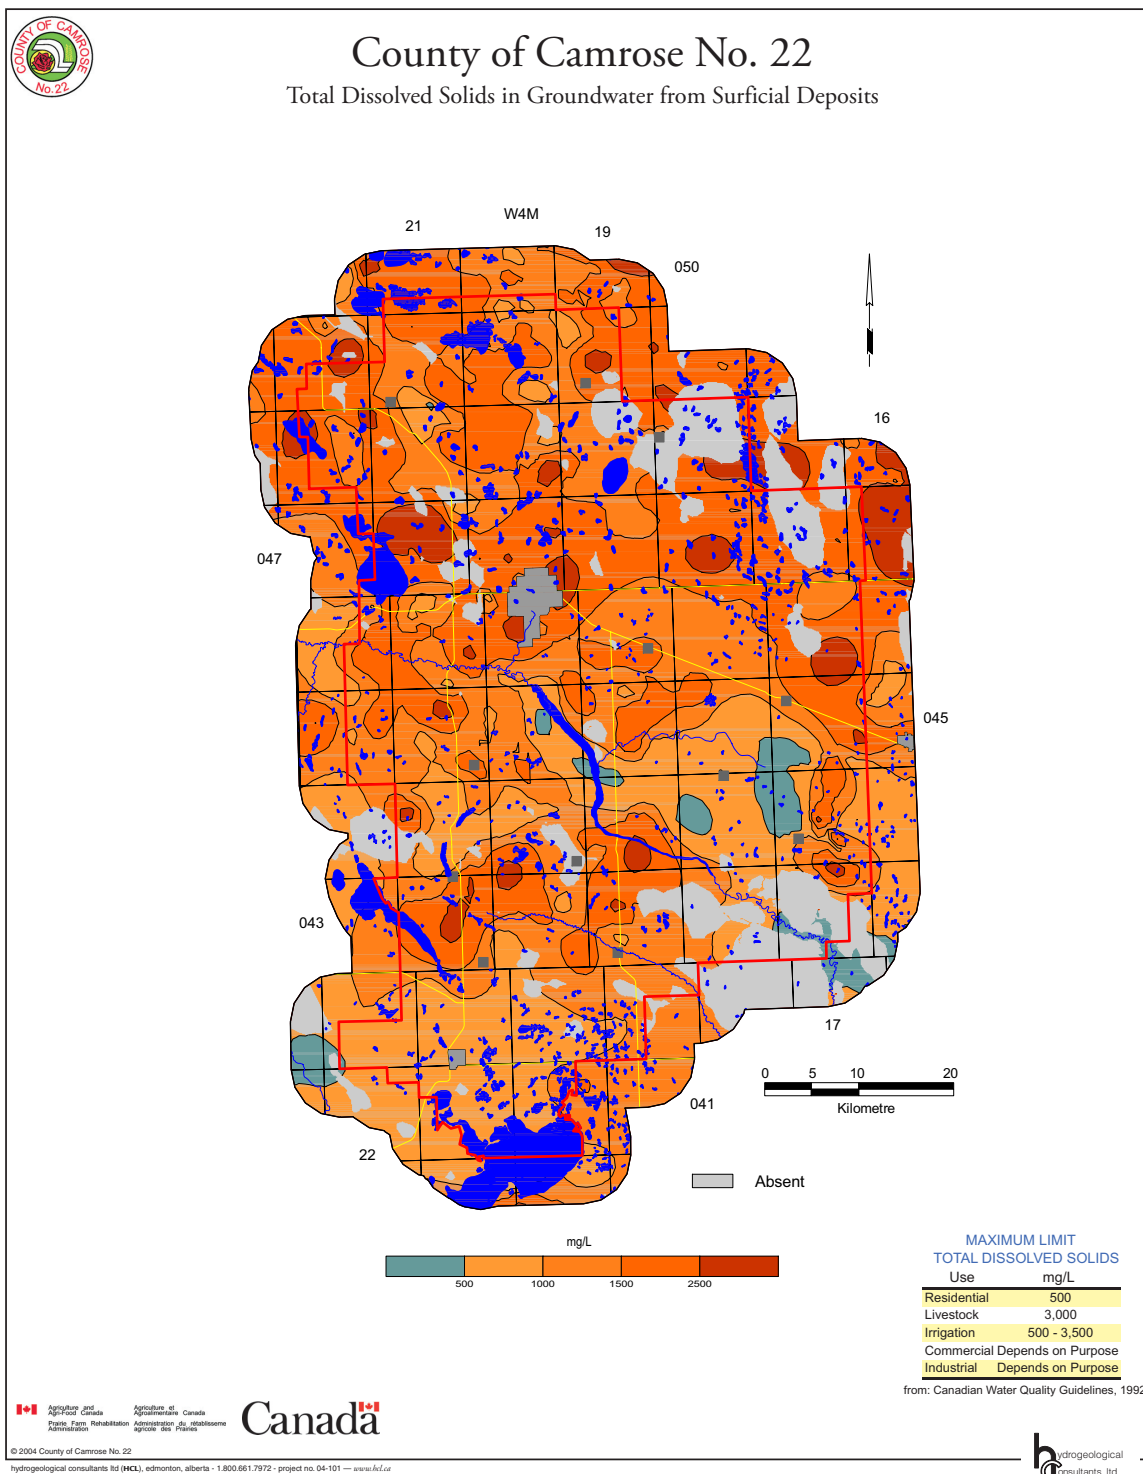 COUNTY OF CAMROSE
No.22
County of Camrose No. 22
Total Dissolved Solids in Groundwater from Surficial Deposits
W4M
21
19
050
16
047
045
043
17
041
22
0 5 10 20
Kilometre
Absent
mg/L
500 1000 1500 2500
MAXIMUM LIMIT
TOTAL DISSOLVED SOLIDS
Use mg/L
Residential 500
Livestock 3,000
Irrigation 500 - 3,500
Commercial Depends on Purpose
Industrial Depends on Purpose
from: Canadian Water Quality Guidelines, 1992
Agriculture and Agriculture et
Agri-Food Canada Agroalimentaire Canada
Prairie Farm Rehabilitation Administration du rétablisseme
Administration agricole des Prairies
Canada
© 2004 County of Camrose No. 22
hydrogeological consultants ltd (HCL), edmonton, alberta - 1.800.661.7972 - project no. 04-101 — www.hcl.ca
hydrogeological
consultants ltd